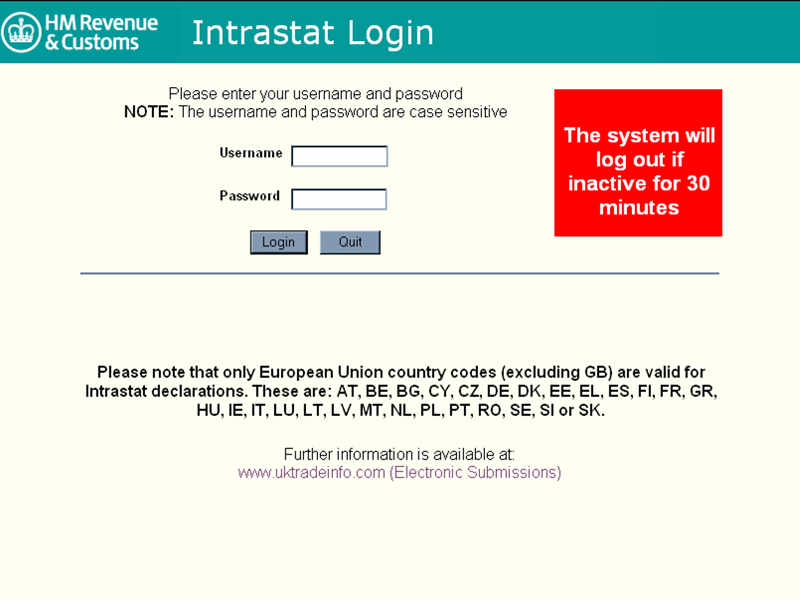 HM Revenue
& Customs
Intrastat Login
Please enter your username and password
NOTE: The username and password are case sensitive
Username
Password
Login Quit
The system will
log out if
inactive for 30
minutes
Please note that only European Union country codes (excluding GB) are valid for
Intrastat declarations. These are: AT, BE, BG, CY, CZ, DE, DK, EE, EL, ES, FI, FR, GR,
HU, IE, IT, LU, LT, LV, MT, NL, PL, PT, RO, SE, SI or SK.
Further information is available at:
www.uktradeinfo.com (Electronic Submissions)